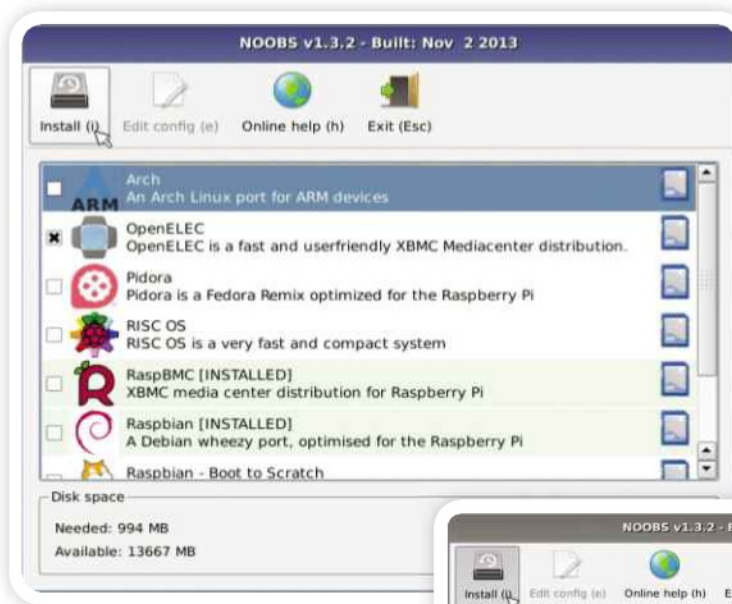 NOOBS v1.3.2 - Built: Nov 2 2013
Install (i) Edit config (e) Online help (h) Exit (Esc)
Arch
An Arch Linux port for ARM devices
ARM
OpenELEC
OpenELEC is a fast and userfriendly XBMC Mediacenter distribution.
Pidora
Pidora is a Fedora Remix optimized for the Raspberry Pi
RISC OS
RISC OS is a very fast and compact system
RaspBMC [INSTALLED]
XBMC media center distribution for Raspberry Pi
Raspbian [INSTALLED]
A Debian wheezy port, optimised for the Raspberry Pi
Raspbian - Boot to Scratch
Disk space
Needed: 994 MB
Available: 13667 MB
NOOBS v1.3.2 -
Install (i) Edit config (e) Online help (h)